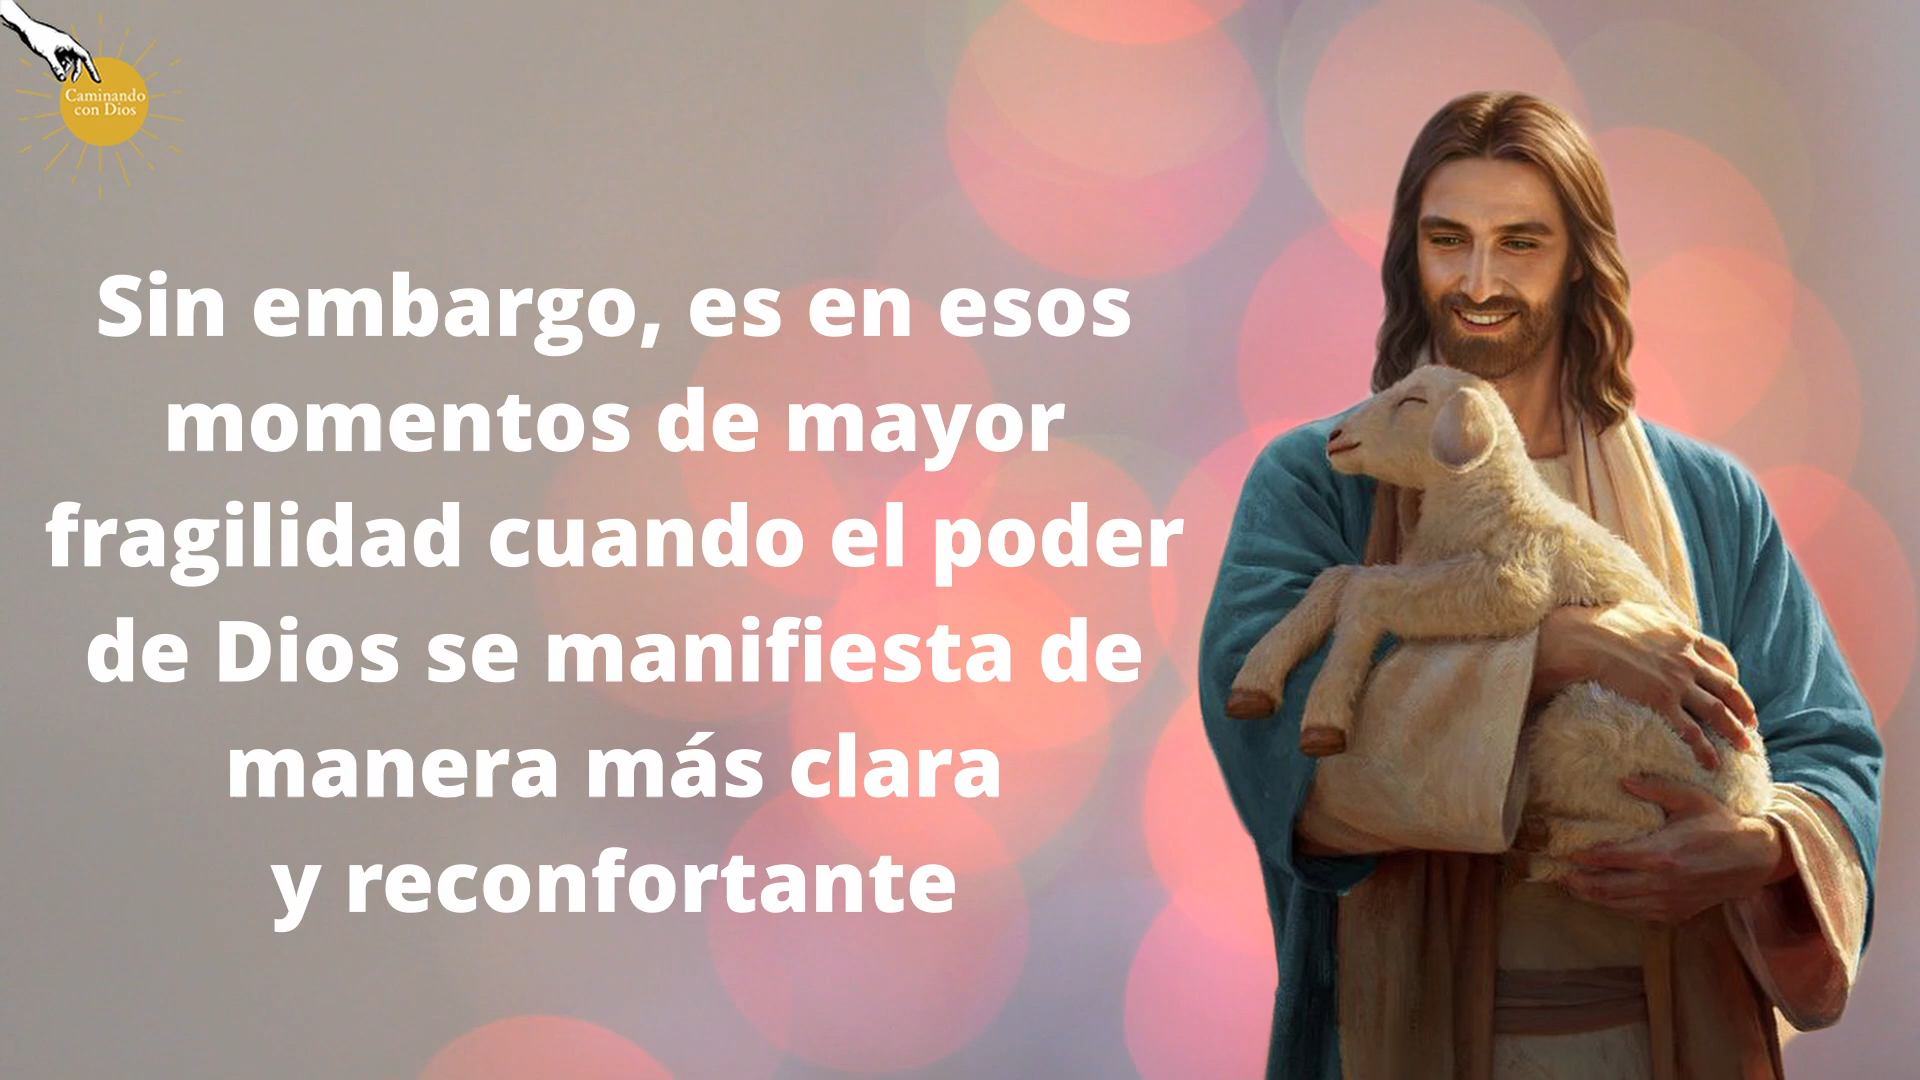 Caminando
con Dios
Sin embargo, es en esos
momentos de mayor
fragilidad cuando el poder
de Dios se manifiesta de
manera más clara
y reconfortante